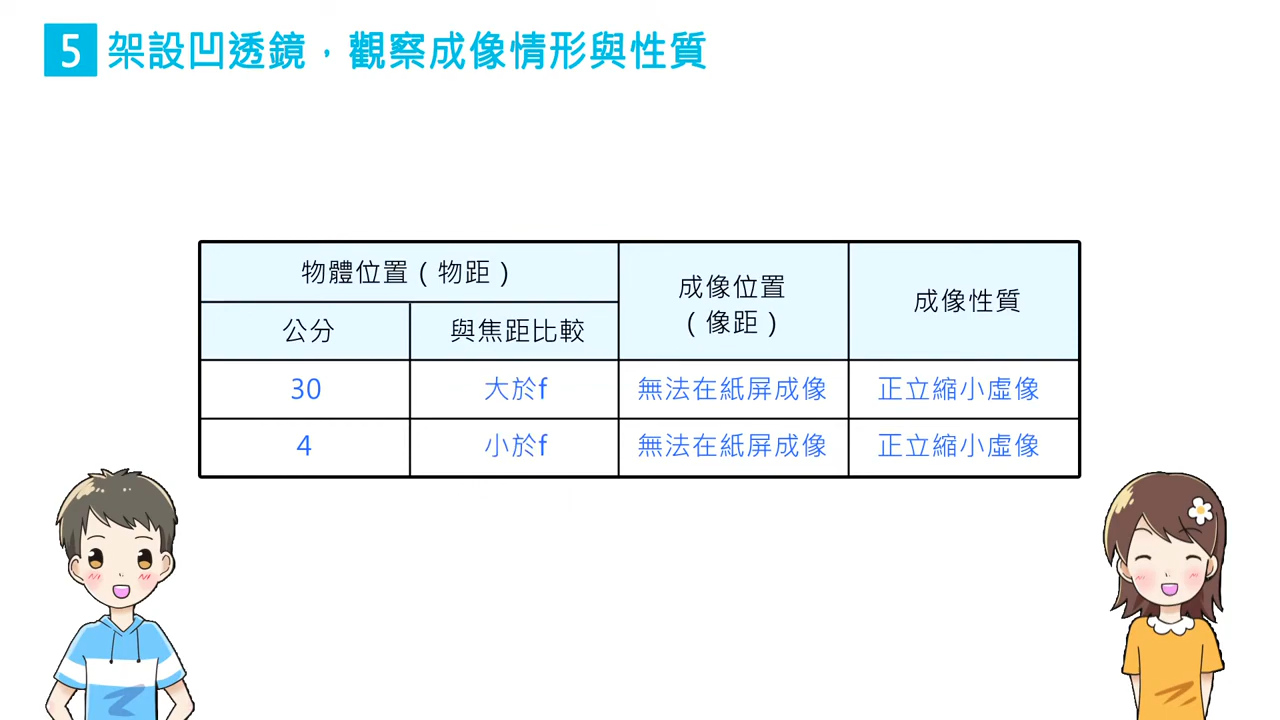 5 架設凹透鏡，觀察成像情形與性質
物體位置（物距）
公分
與焦距比較
成像位置
（像距）
成像性質
30
大於f
無法在紙屏成像
正立縮小虛像
4
小於f
無法在紙屏成像
正立縮小虛像